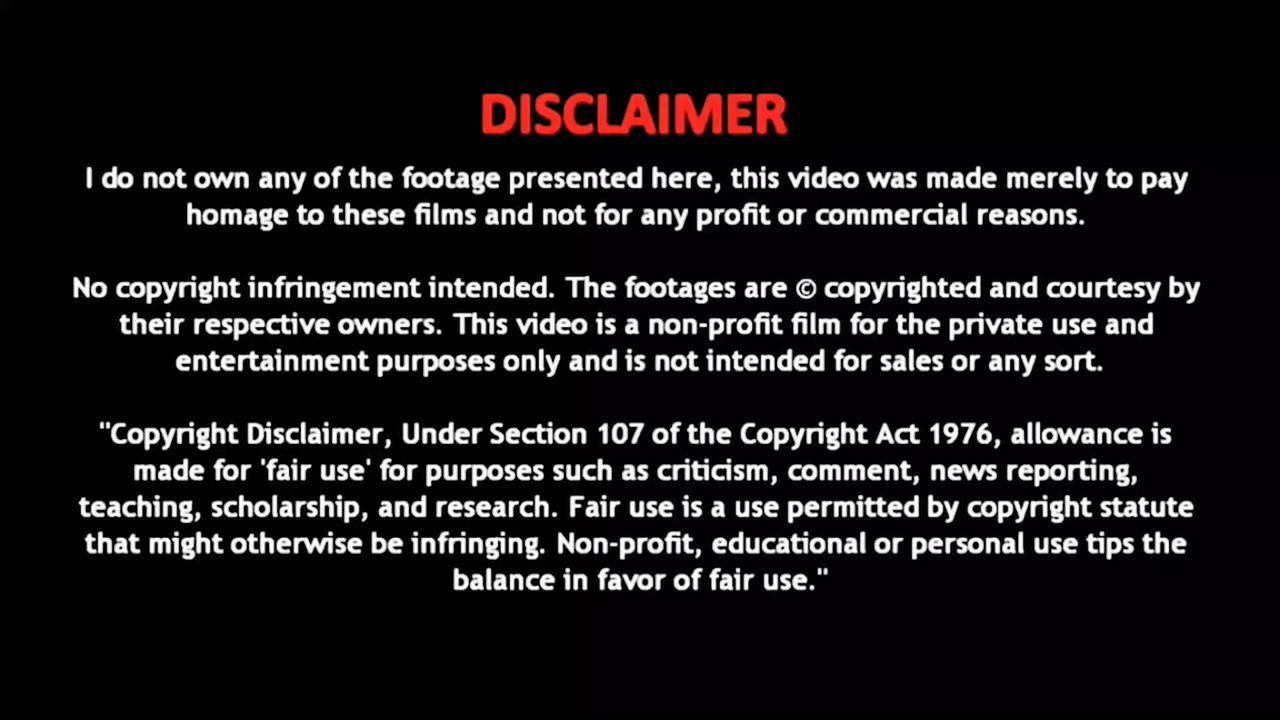 DISCLAIMER
I do not own any of the footage presented here, this video was made merely to pay
homage to these films and not for any profit or commercial reasons.
No copyright infringement intended. The footages are © copyrighted and courtesy by
their respective owners. This video is a non-profit film for the private use and
entertainment purposes only and is not intended for sales or any sort.
"Copyright Disclaimer, Under Section 107 of the Copyright Act 1976, allowance is
made for 'fair use' for purposes such as criticism, comment, news reporting,
teaching, scholarship, and research. Fair use is a use permitted by copyright statute
that might otherwise be infringing. Non-profit, educational or personal use tips the
balance in favor of fair use."